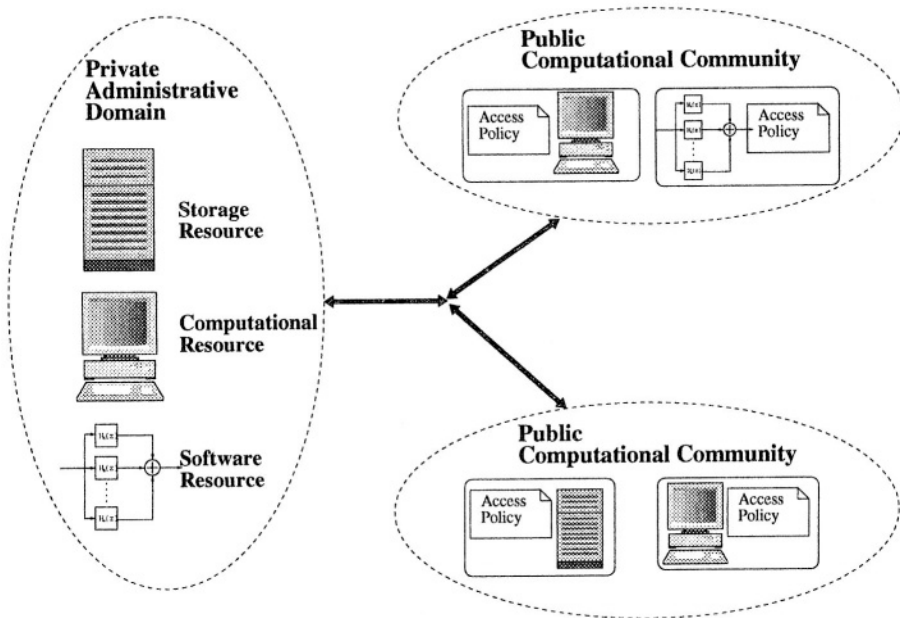 Private
Administrative
Domain
Storage
Resource
Computational
Resource
Software
Resource
Public
Computational Community
Access
Policy
Access
Policy
Public
Computational Community
Access
Policy
Access
Policy